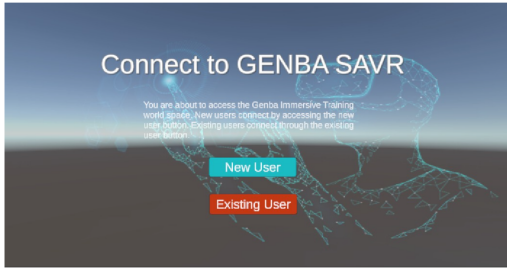 Connect to GENBA SAVR
You are about to access the Genba Immersive Training
world space. New users connect by accessing the new
user button. Existing users connect through the existing
user button
New User
Existing User